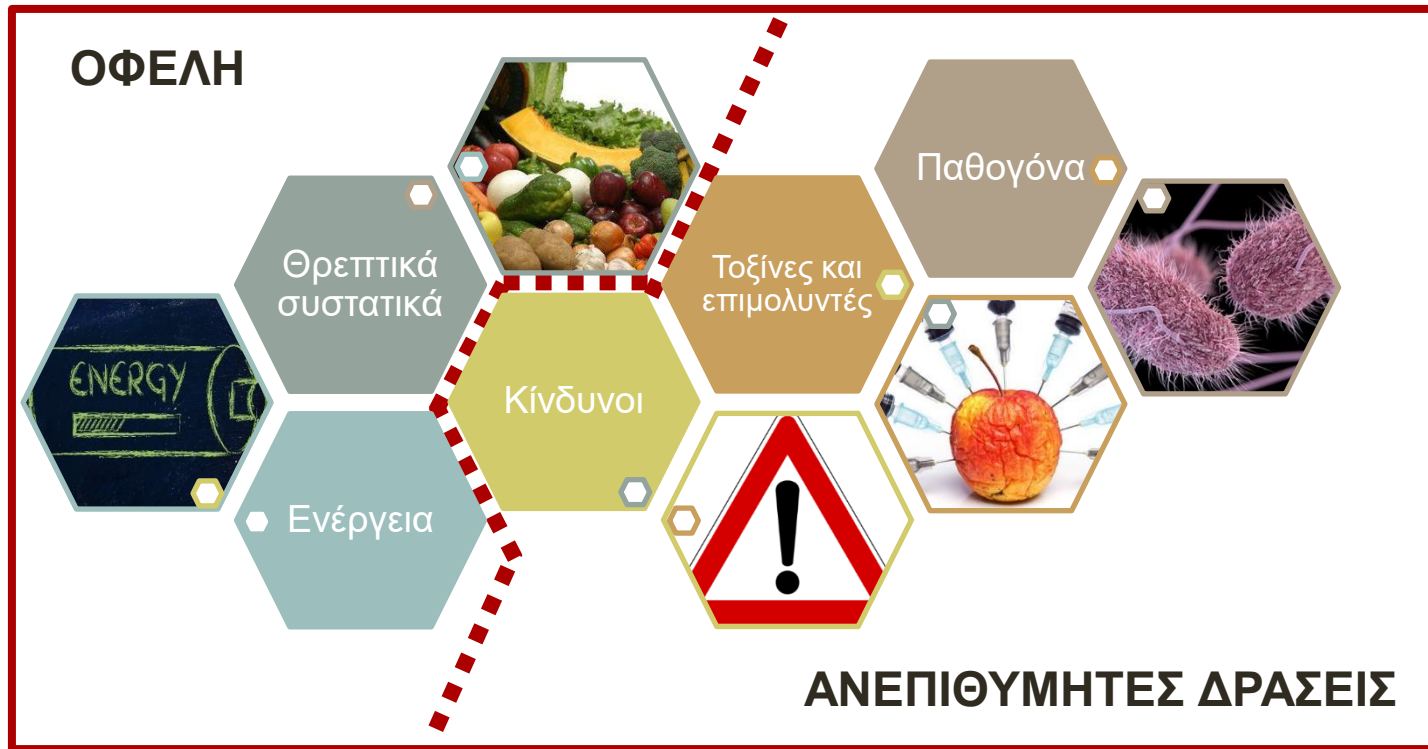 ΟΦΕΛΗ
Παθογόνα
Θρεπτικά
συστατικά
Τοξίνες και
επιμολυντές
ENERGY
Κίνδυνοι
Ενέργεια
ΑΝΕΠΙΘΥΜΗΤΕΣ ΔΡΑΣΕΙΣ